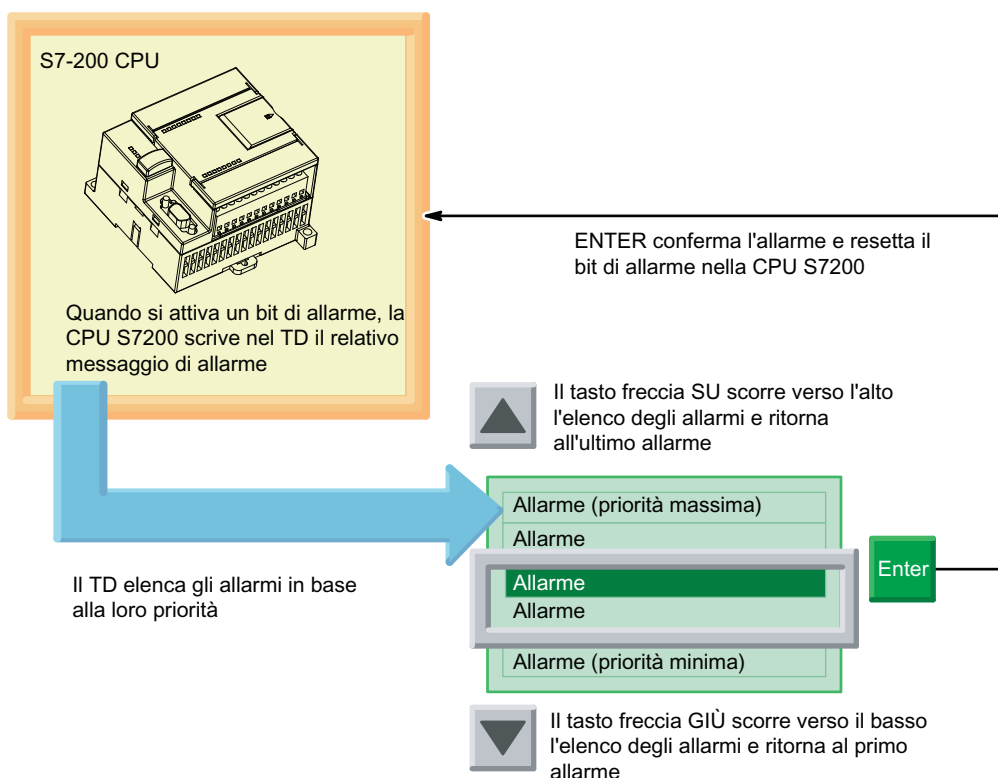 S7-200 CPU
Quando si attiva un bit di allarme, la
CPU S7200 scrive nel TD il relativo
messaggio di allarme
ENTER conferma l'allarme e resetta il
bit di allarme nella CPU S7200
Il tasto freccia SU scorre verso l'alto
l'elenco degli allarmi e ritorna
all'ultimo allarme
Allarme (priorità massima)
Allarme
Allarme
Allarme
Allarme (priorità minima)
Enter
Il TD elenca gli allarmi in base
alla loro priorità
Il tasto freccia GIÙ scorre verso il basso
l'elenco degli allarmi e ritorna al primo
allarme